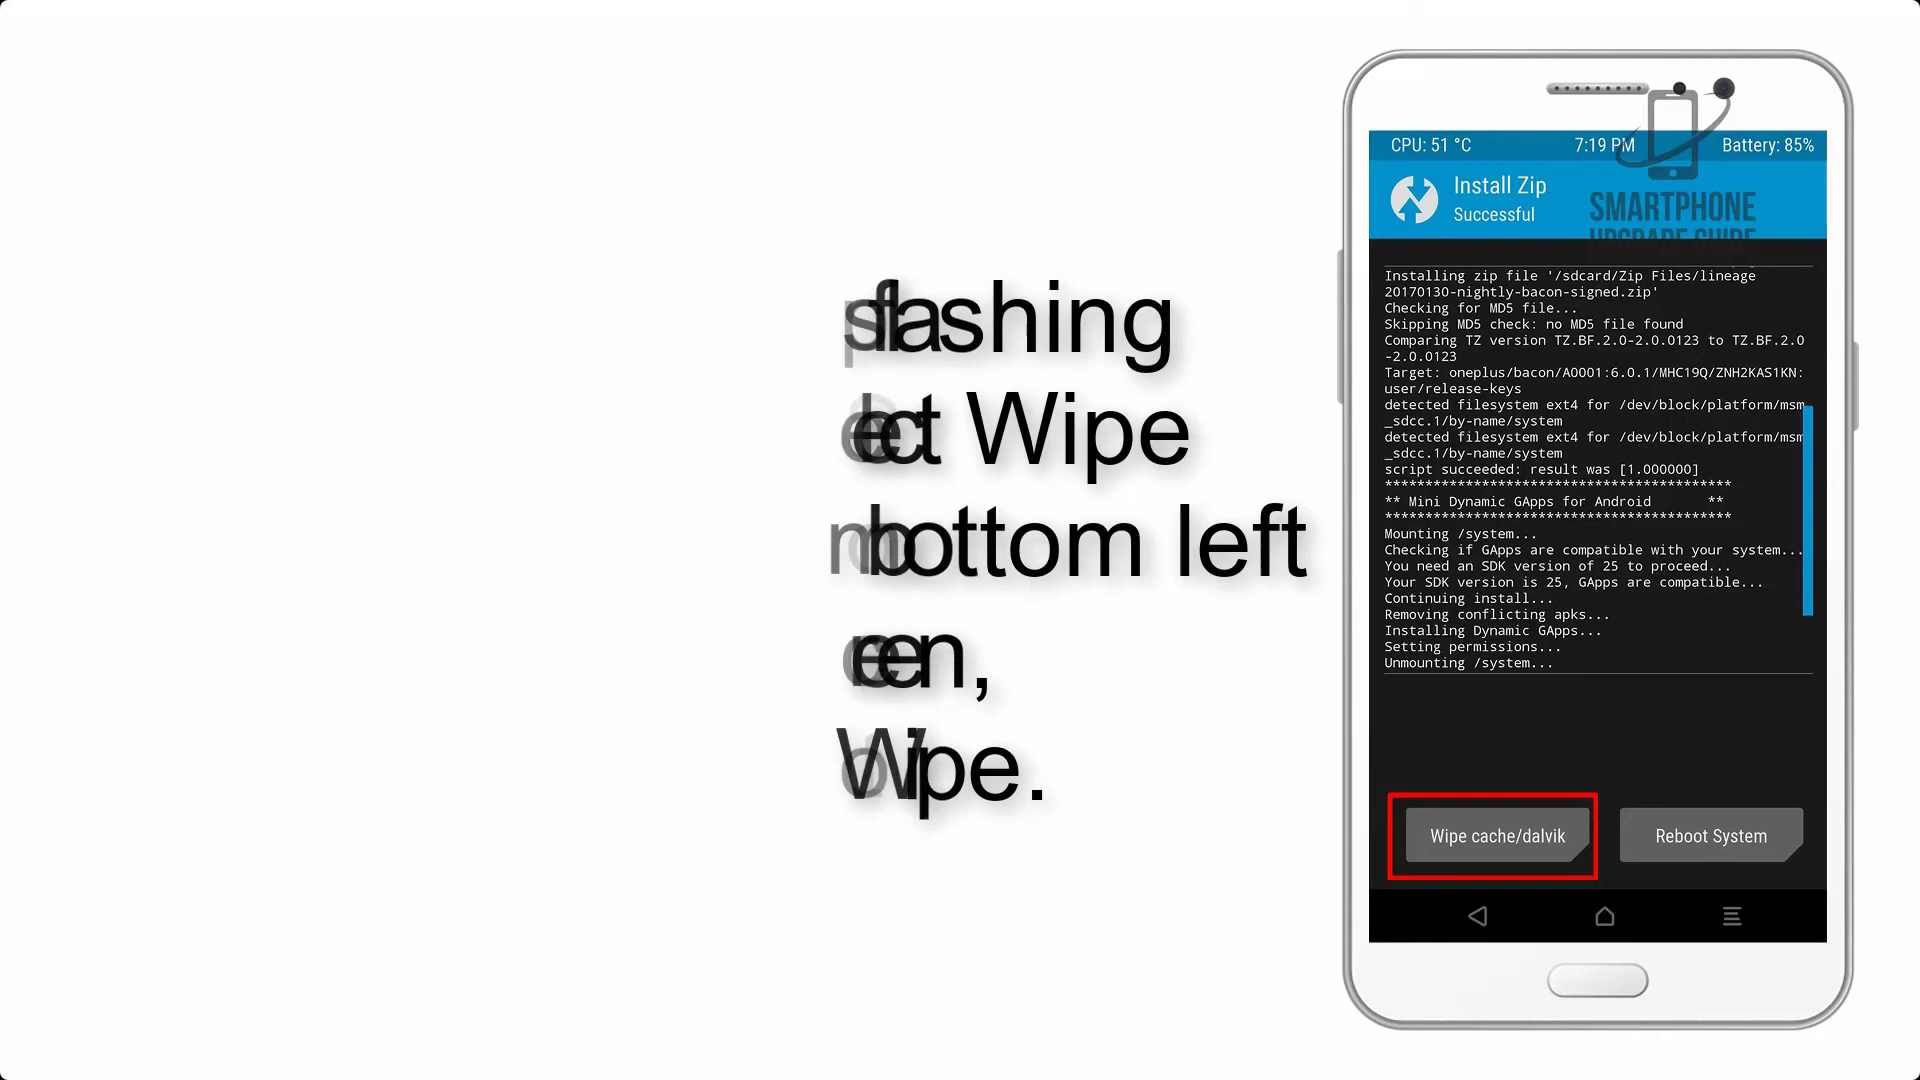 flashing
Wipe
bottom left
Wipe.
CPU: 51 °C 7:19 PM Battery: 85%
Install Zip
Successful
SMARTPHONE
UPGRADE GUIDE
Installing zip file '/sdcard/Zip Files/lineage
20170130-nightly-bacon-signed.zip'
Checking for MD5 file...
Skipping MD5 check: no MD5 file found
Comparing TZ version TZ.BF.2.0-2.0.0123 to TZ.BF.2.0
-2.0.0123
Target: oneplus/bacon/A0001:6.0.1/MHC19Q/ZNH2KAS1KN:
user/release-keys
detected filesystem ext4 for /dev/block/platform/msm
_sdcc.1/by-name/system
detected filesystem ext4 for /dev/block/platform/msm
_sdcc.1/by-name/system
script succeeded: result was [1.000000]
*******************************************
** Mini Dynamic GApps for Android **
*******************************************
Mounting /system...
Checking if GApps are compatible with your system...
You need an SDK version of 25 to proceed...
Your SDK version is 25, GApps are compatible...
Continuing install...
Removing conflicting apks...
Installing Dynamic GApps...
Setting permissions...
Unmounting /system...
Wipe cache/dalvik
Reboot System